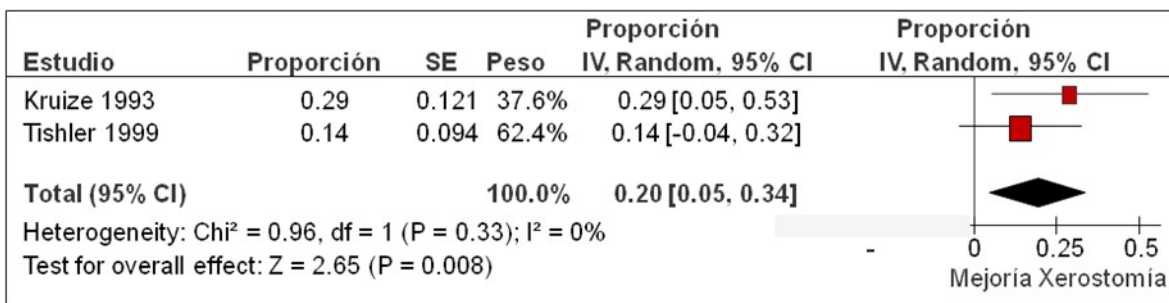 Proporción Proporción
Estudio Proporción SE Peso IV, Random, 95% CI IV, Random, 95% CI
Kruize 1993 0.29 0.121 37.6% 0.29 [0.05, 0.53]
Tishler 1999 0.14 0.094 62.4% 0.14 [-0.04, 0.32]
Total (95% CI) 100.0% 0.20 [0.05, 0.34]
Heterogeneity: Chi² = 0.96, df = 1 (P = 0.33); I² = 0%
Test for overall effect: Z = 2.65 (P = 0.008)
- 0 0.25 0.5
Mejoría Xerostomía